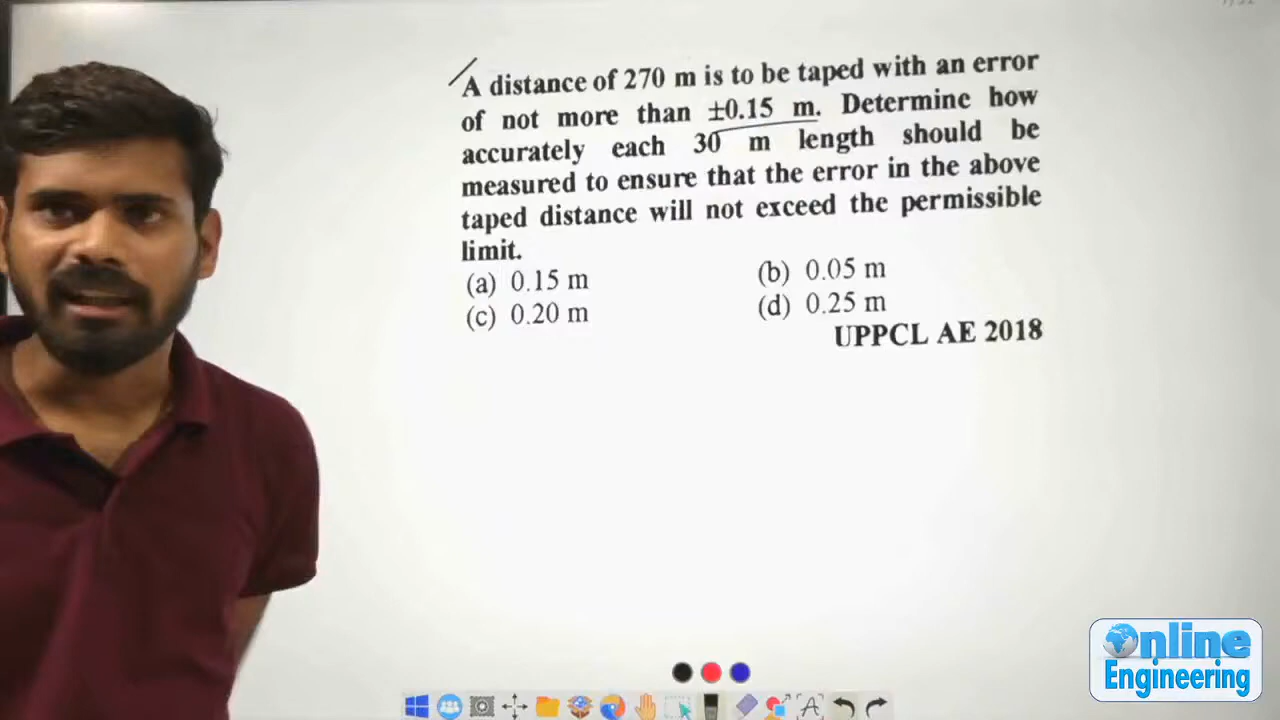 A distance of 270 m is to be taped with an error
of not more than ±0.15 m. Determine how
accurately each 30 m length should be
measured to ensure that the error in the above
taped distance will not exceed the permissible
limit.
(a) 0.15 m (b) 0.05 m
(c) 0.20 m (d) 0.25 m
UPPCL AE 2018
Online
Engineering